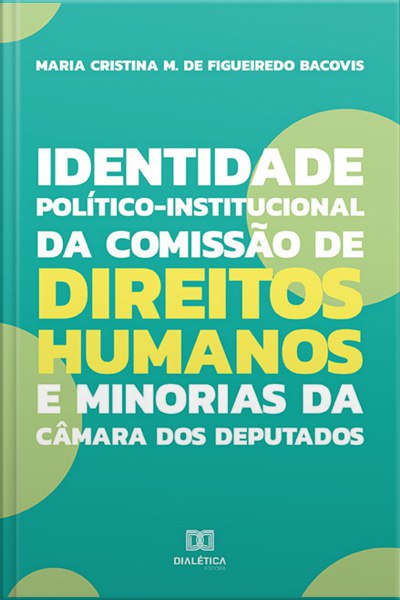 MARIA CRISTINA M. DE FIGUEIREDO BACOVIS
IDENTIDADE
POLÍTICO-INSTITUCIONAL
DA COMISSÃO DE
DIREITOS
HUMANOS
E MINORIAS DA
CÂMARA DOS DEPUTADOS
DIALÉTICA
EDITORA